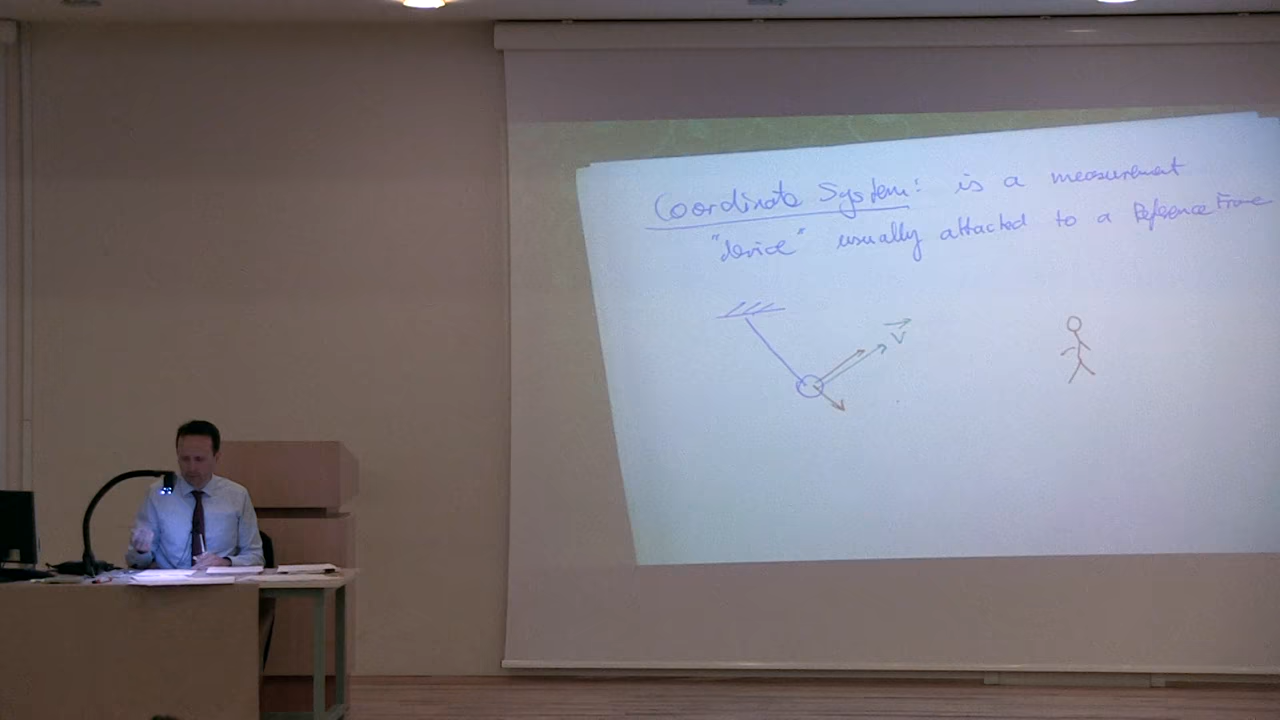 Coordinate System: is a measurement
"device" usually attached to a Reference Frame
v